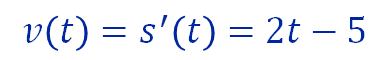 v(t) = s′(t) = 2t − 5